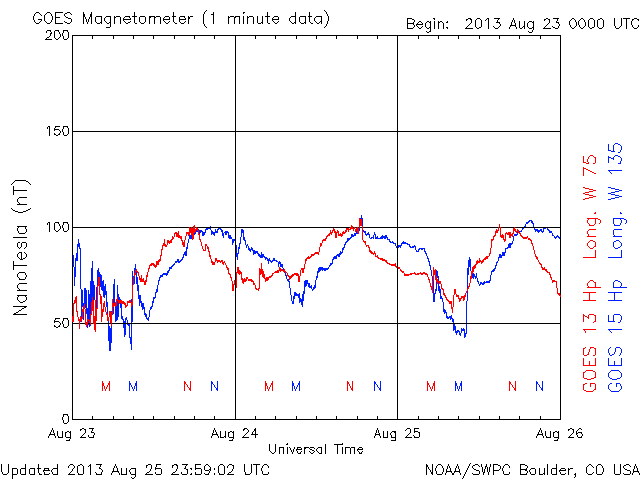 GOES Magnetometer (1 minute data)
Begin: 2013 Aug 23 0000 UTC
200
150
100
50
0
NanoTesla (nT)
M M N N M M N N M M N N
Aug 23 Aug 24 Aug 25 Aug 26
Universal Time
GOES 13 Hp Long. W 75
GOES 15 Hp Long. W 135
Updated 2013 Aug 25 23:59:02 UTC
NOAA/SWPC Boulder, CO USA